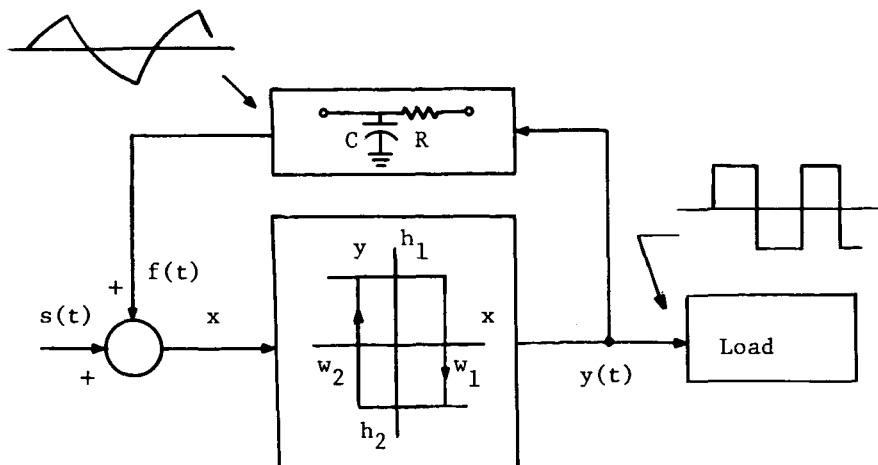 C R
f(t)
+
s(t)
+
x
y h₁
x
w₂ w₁
h₂
y(t)
Load